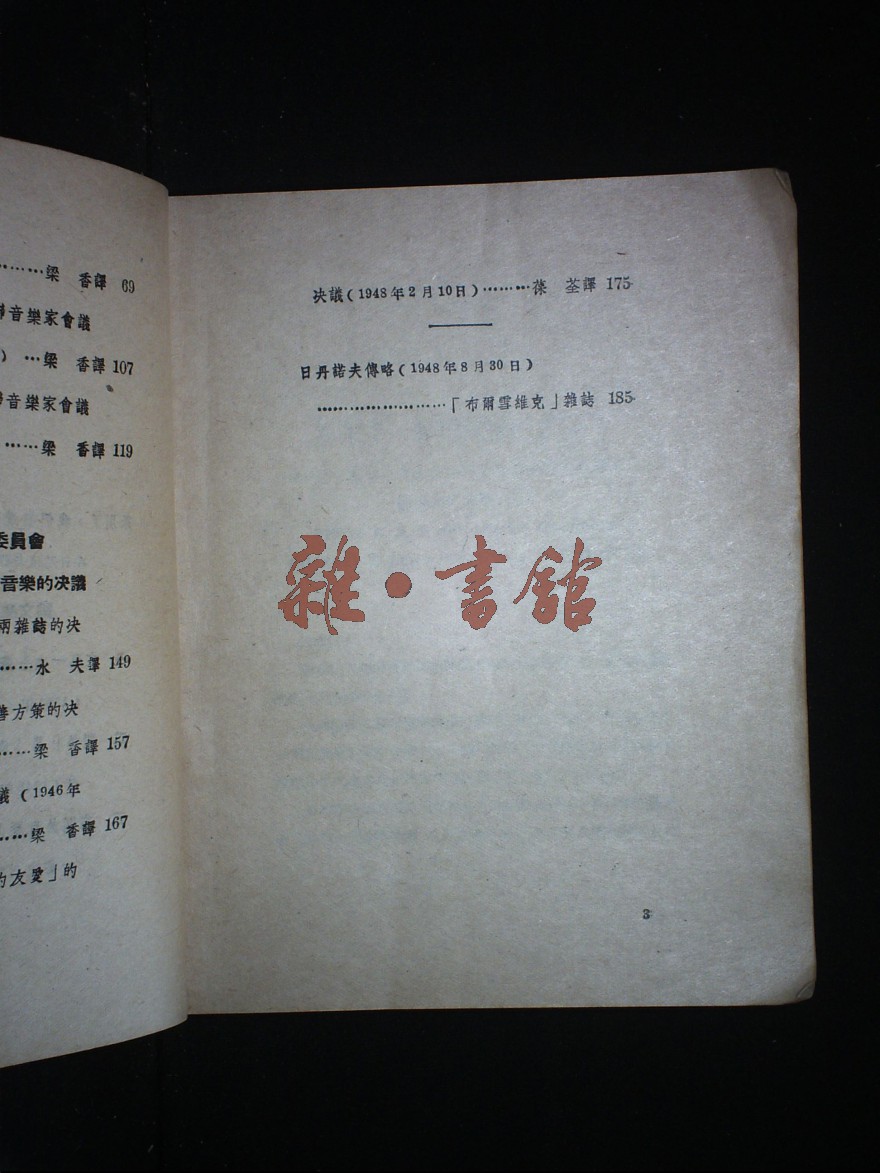 ………梁 香譯 69
音樂家會議
）…梁 香譯 107
音樂家會議
……梁 香譯 119
委員會
音樂的决議
兩雜誌的决
……水 夫譯 149
善方策的决
……梁 香譯 157
議（1946年
……梁 香譯 167
的友愛」的
决議（1948年2月10日）………葆 荃譯 175
日丹諾夫傳略（1948年8月30日）
……………………「布爾雪維克」雜誌 185
雜·書舘
3